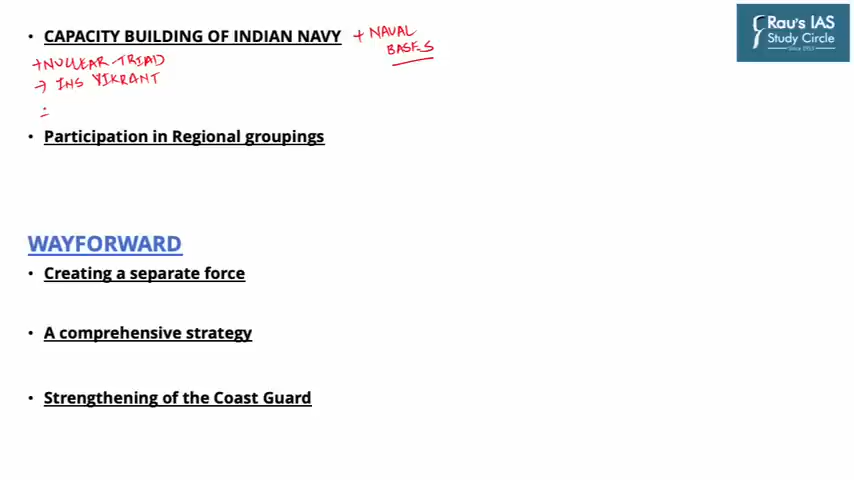 CAPACITY BUILDING OF INDIAN NAVY + NAVAL
BASES
+ NUCLEAR TRIAD
→ INS VIKRANT
Participation in Regional groupings
WAYFORWARD
Creating a separate force
A comprehensive strategy
Strengthening of the Coast Guard
Rau's IAS
Study Circle
Since 1953